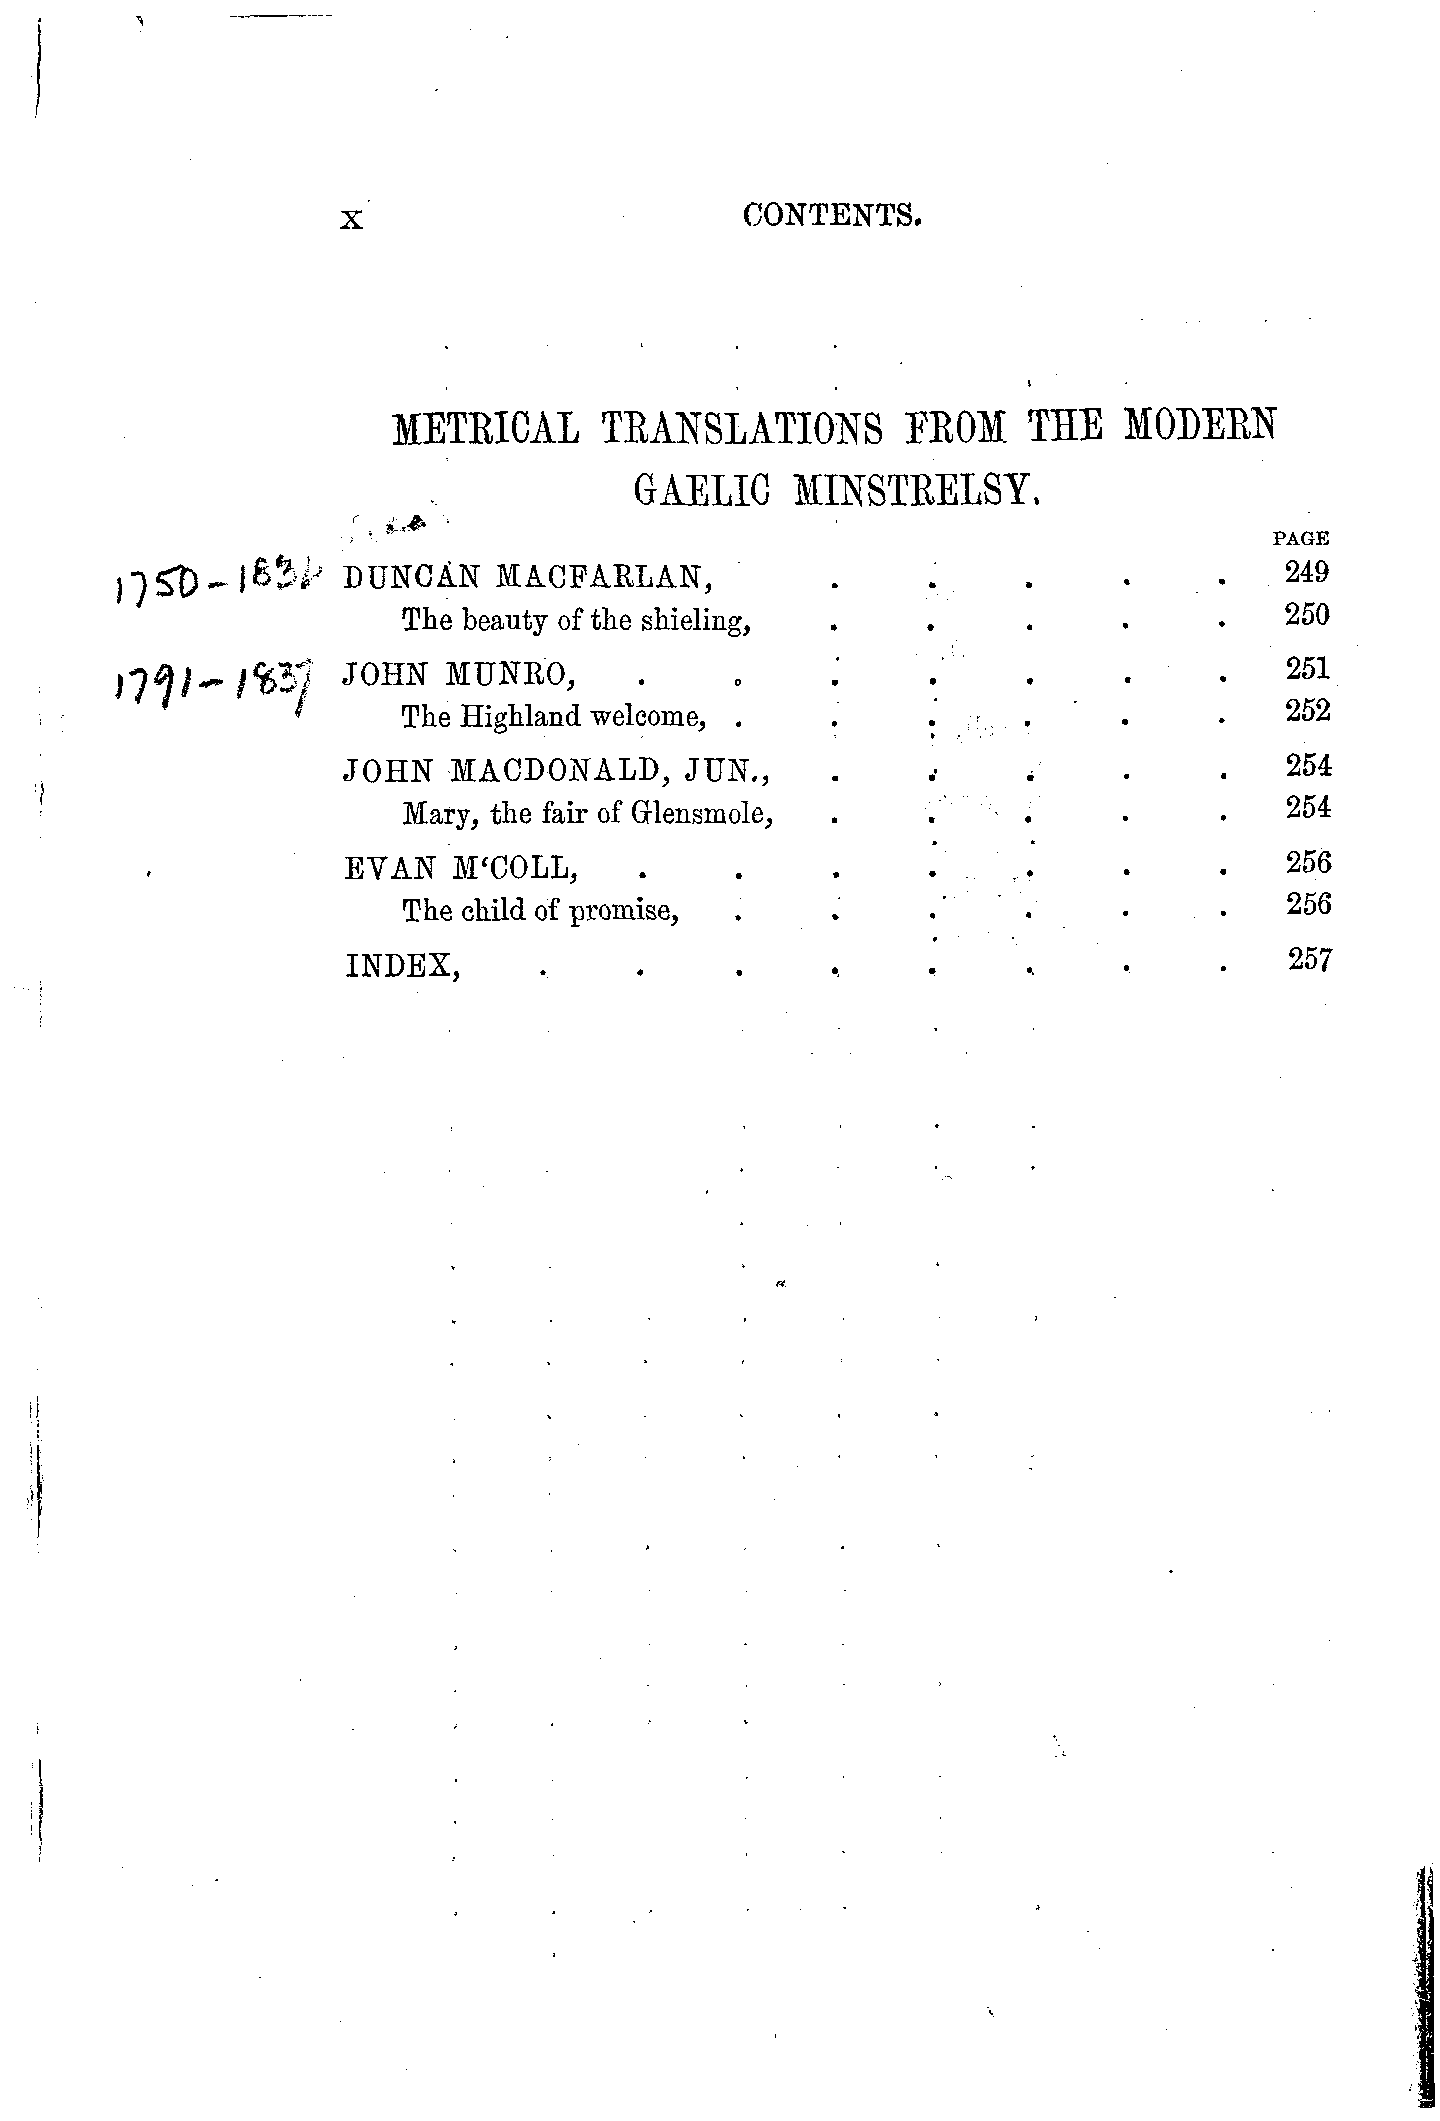 X CONTENTS.
METRICAL TRANSLATIONS FROM THE MODERN
GAELIC MINSTRELSY.
PAGE
DUNCAN MACFARLAN, . . . . . 249
The beauty of the shieling, . . . . . 250
1791-1837 JOHN MUNRO, . . . . . . . 251
The Highland welcome, . . . . . . 252
JOHN MACDONALD, JUN., . . . . . 254
Mary, the fair of Glensmole, . . . . . 254
EVAN M‘COLL, . . . . . . . 256
The child of promise, . . . . . . 256
INDEX, . . . . . . . . 257